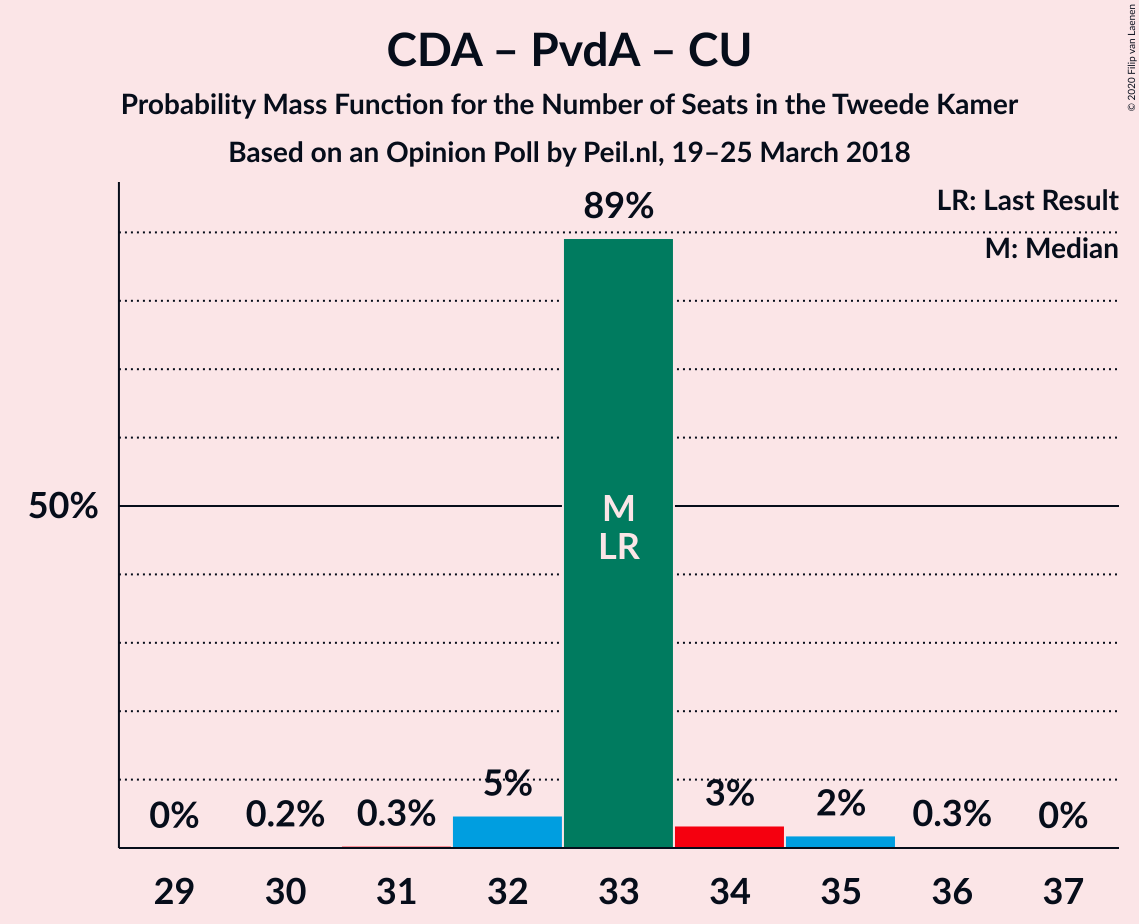 CDA – PvdA – CU
Probability Mass Function for the Number of Seats in the Tweede Kamer
Based on an Opinion Poll by Peil.nl, 19–25 March 2018
© 2020 Filip van Laenen
LR: Last Result
M: Median
50%
0% 0.2% 0.3% 5% 89% 3% 2% 0.3% 0%
M
LR
29 30 31 32 33 34 35 36 37